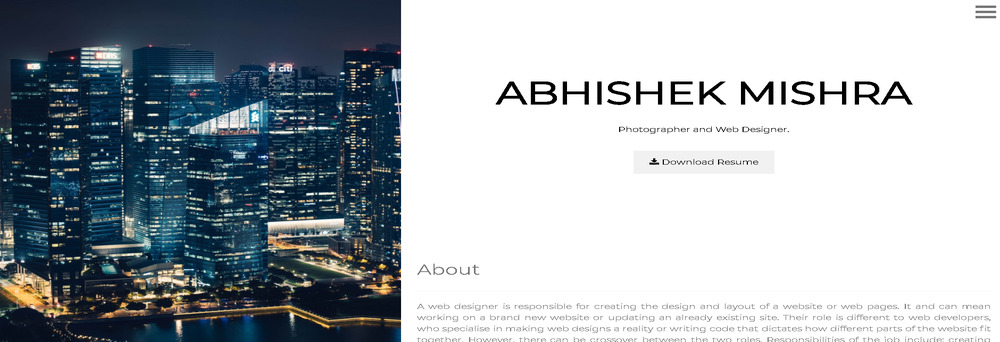 DBS
citi
ABHISHEK MISHRA
Photographer and Web Designer.
Download Resume
About
A web designer is responsible for creating the design and layout of a website or web pages. It and can mean
working on a brand new website or updating an already existing site. Their role is different to web developers,
who specialise in making web designs a reality or writing code that dictates how different parts of the website fit
together. However, there can be crossover between the two roles. Responsibilities of the job include: creating